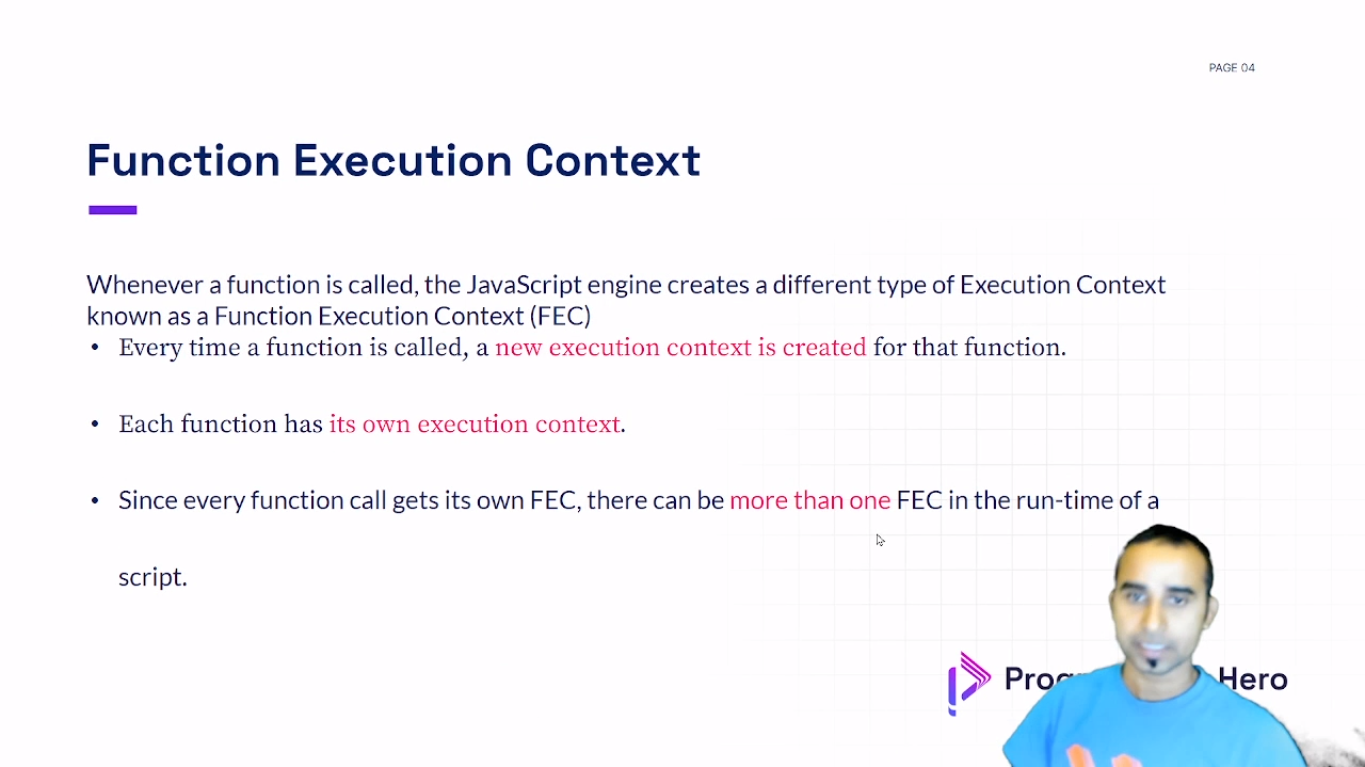 PAGE 04
Function Execution Context
Whenever a function is called, the JavaScript engine creates a different type of Execution Context
known as a Function Execution Context (FEC)
• Every time a function is called, a new execution context is created for that function.
• Each function has its own execution context.
• Since every function call gets its own FEC, there can be more than one FEC in the run-time of a
script.
Hero